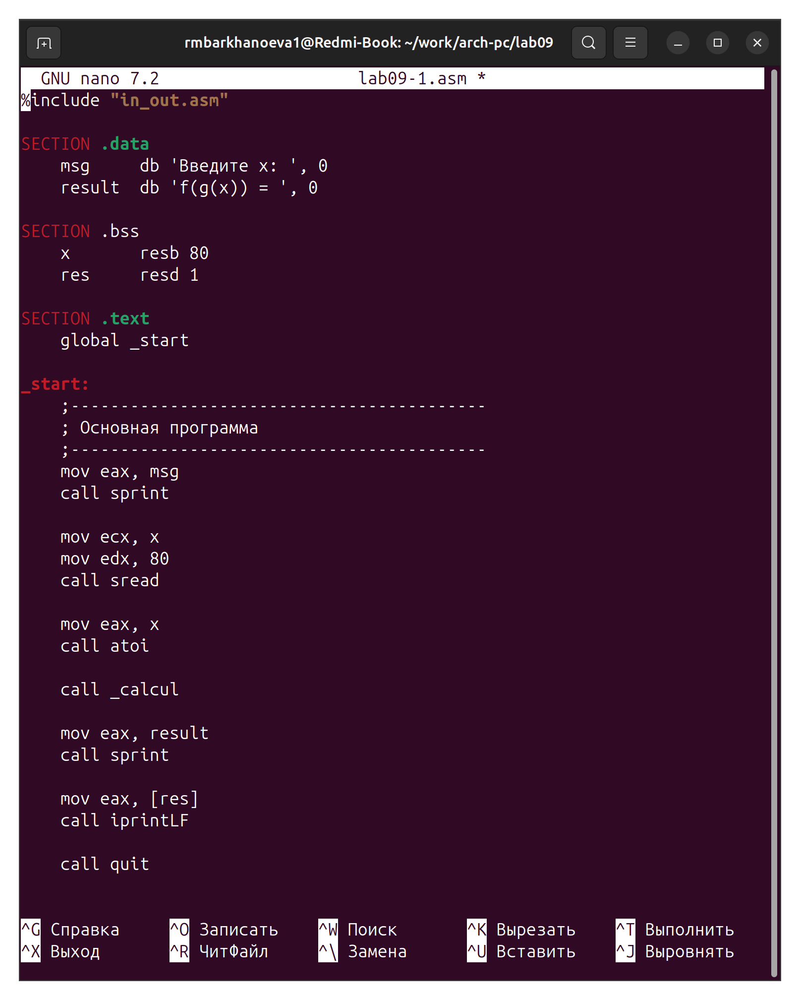 rmbarkhanoeva1@Redmi-Book: ~/work/arch-pc/lab09
GNU nano 7.2 lab09-1.asm *
%include "in_out.asm"
SECTION .data
msg db 'Введите x: ', 0
result db 'f(g(x)) = ', 0
SECTION .bss
x resb 80
res resd 1
SECTION .text
global _start
_start:
;------------------------------------------
; Основная программа
;------------------------------------------
mov eax, msg
call sprint
mov ecx, x
mov edx, 80
call sread
mov eax, x
call atoi
call _calcul
mov eax, result
call sprint
mov eax, [res]
call iprintLF
call quit
^G Справка ^O Записать ^W Поиск ^K Вырезать ^T Выполнить
^X Выход ^R ЧитФайл ^\ Замена ^U Вставить ^J Выровнять